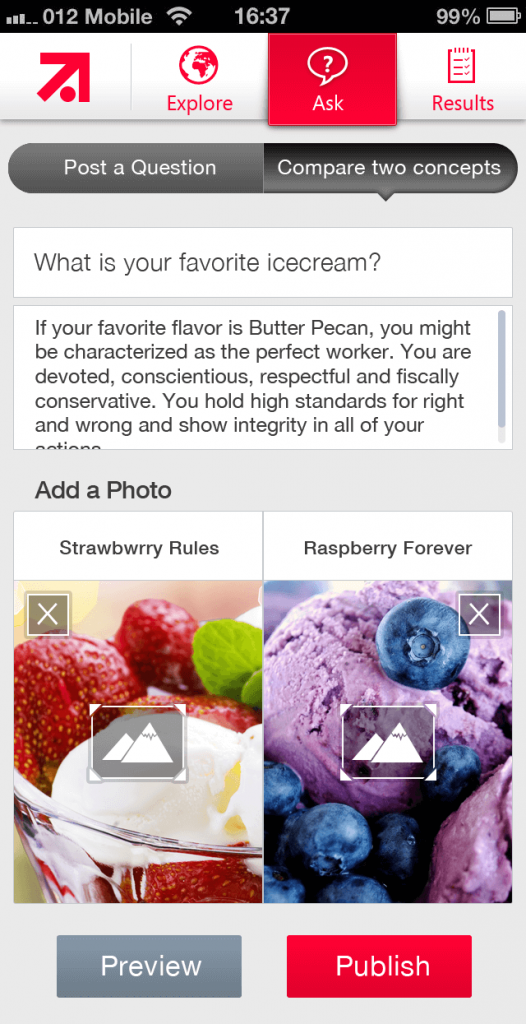 012 Mobile 16:37 99%
Explore Ask Results
Post a Question Compare two concepts
What is your favorite icecream?
If your favorite flavor is Butter Pecan, you might
be characterized as the perfect worker. You are
devoted, conscientious, respectful and fiscally
conservative. You hold high standards for right
and wrong and show integrity in all of your
actions
Add a Photo
Strawbwrry Rules Raspberry Forever
Preview Publish